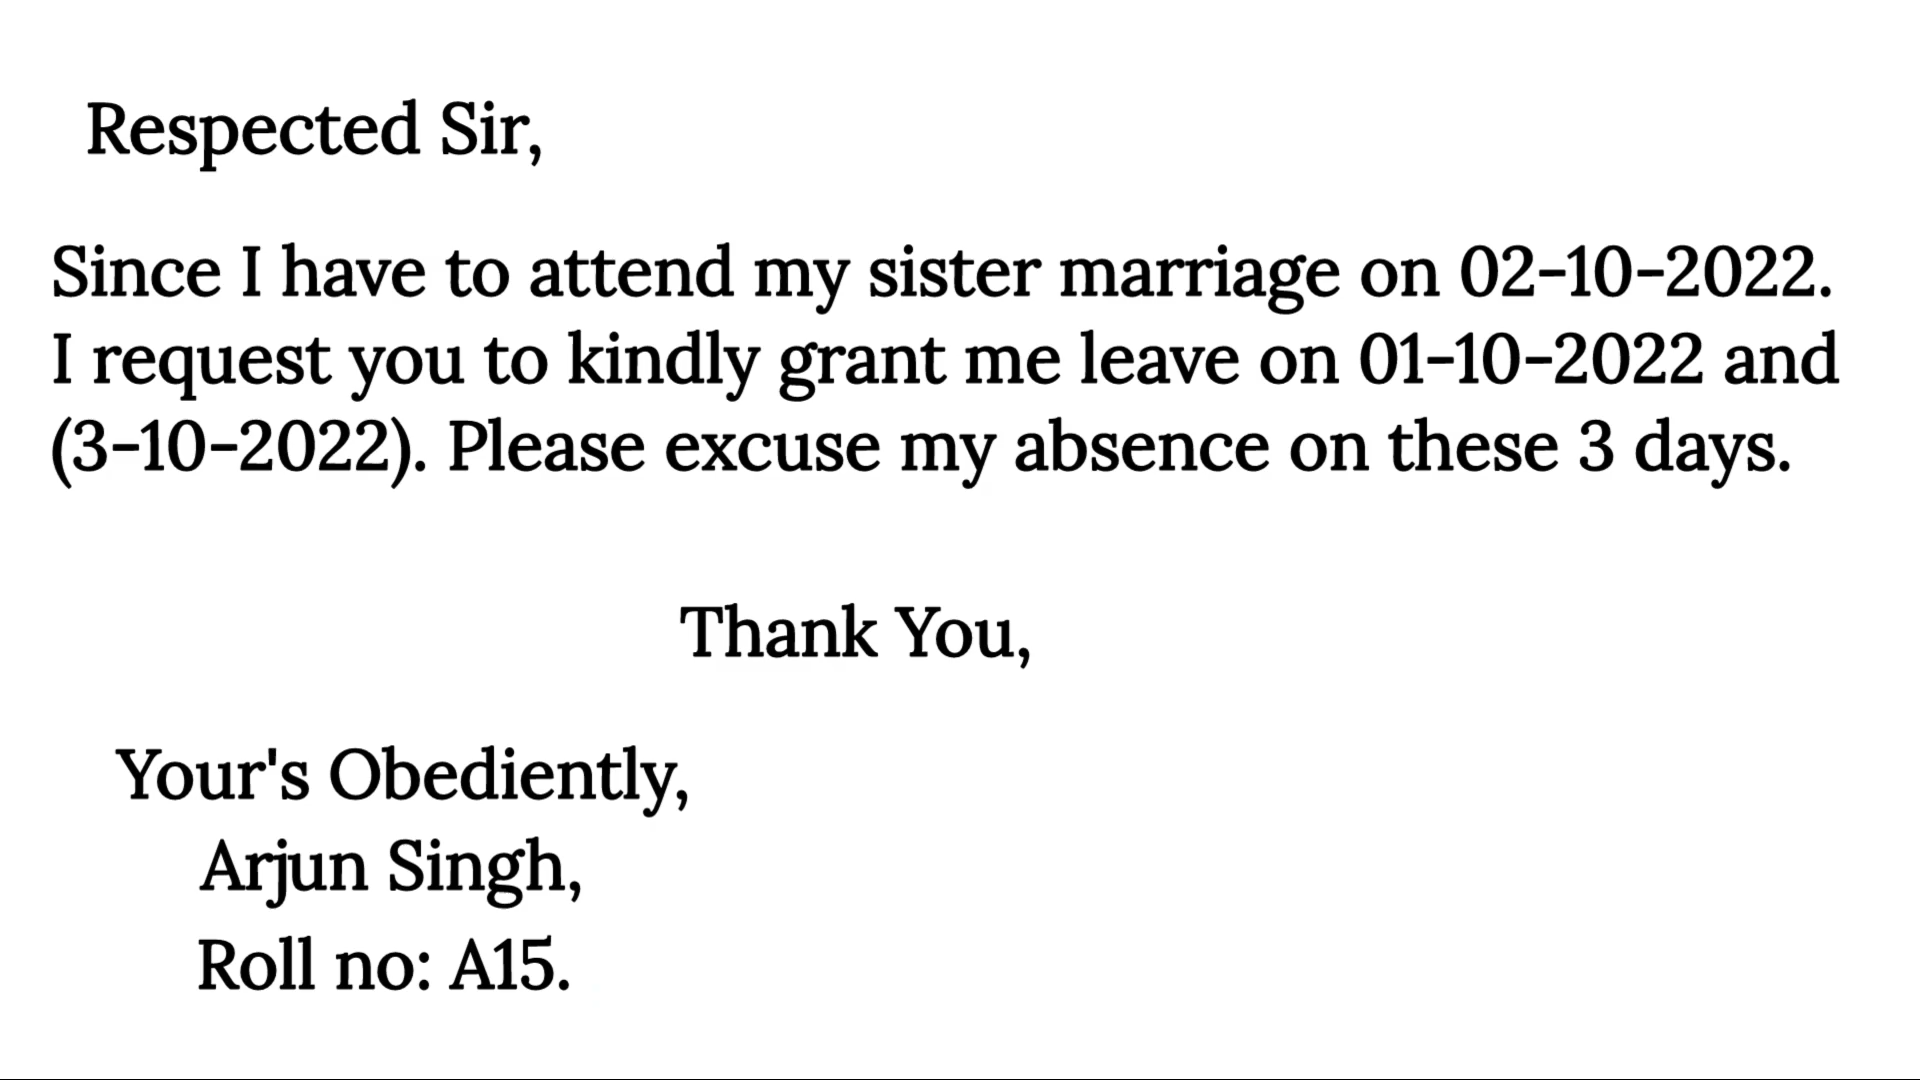 Respected Sir,
Since I have to attend my sister marriage on 02-10-2022.
I request you to kindly grant me leave on 01-10-2022 and
(3-10-2022). Please excuse my absence on these 3 days.
Thank You,
Your's Obediently,
Arjun Singh,
Roll no: A15.